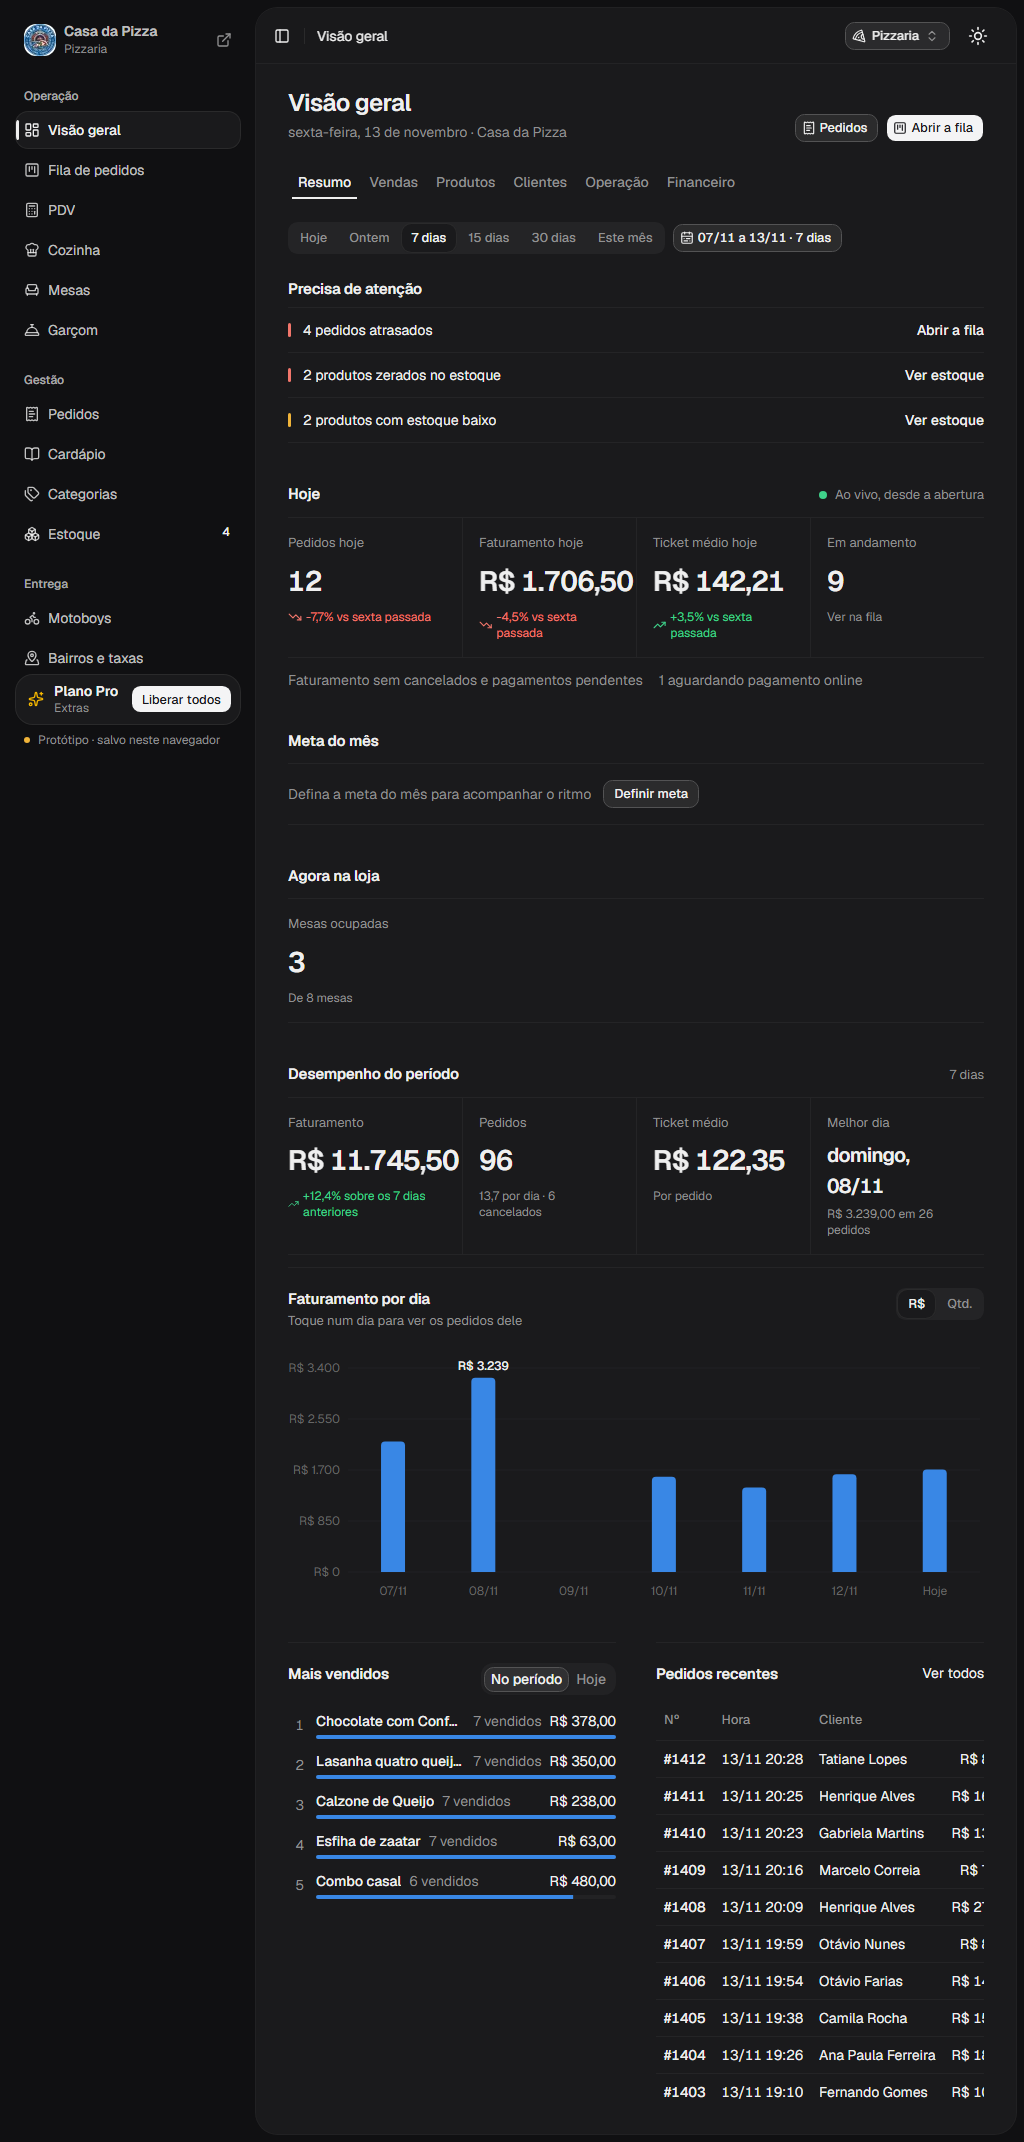 Casa da Pizza
Pizzaria
Operação
Visão geral
Fila de pedidos
PDV
Cozinha
Mesas
Garçom
Gestão
Pedidos
Cardápio
Categorias
Estoque 4
Entrega
Motoboys
Bairros e taxas
Plano Pro
Extras
Liberar todos
Protótipo · salvo neste navegador
Visão geral
Pizzaria
Visão geral
sexta-feira, 13 de novembro · Casa da Pizza
Pedidos
Abrir a fila
Resumo Vendas Produtos Clientes Operação Financeiro
Hoje Ontem 7 dias 15 dias 30 dias Este mês 07/11 a 13/11 · 7 dias
Precisa de atenção
4 pedidos atrasados Abrir a fila
2 produtos zerados no estoque Ver estoque
2 produtos com estoque baixo Ver estoque
Hoje Ao vivo, desde a abertura
Pedidos hoje
12
-7,7% vs sexta passada
Faturamento hoje
R$ 1.706,50
-4,5% vs sexta
passada
Ticket médio hoje
R$ 142,21
+3,5% vs sexta
passada
Em andamento
9
Ver na fila
Faturamento sem cancelados e pagamentos pendentes 1 aguardando pagamento online
Meta do mês
Defina a meta do mês para acompanhar o ritmo Definir meta
Agora na loja
Mesas ocupadas
3
De 8 mesas
Desempenho do período 7 dias
Faturamento
R$ 11.745,50
+12,4% sobre os 7 dias
anteriores
Pedidos
96
13,7 por dia · 6
cancelados
Ticket médio
R$ 122,35
Por pedido
Melhor dia
domingo,
08/11
R$ 3.239,00 em 26
pedidos
Faturamento por dia
Toque num dia para ver os pedidos dele
R$ Qtd.
R$ 3.239
R$ 3.400
R$ 2.550
R$ 1.700
R$ 850
R$ 0
07/11 08/11 09/11 10/11 11/11 12/11 Hoje
Mais vendidos No período Hoje
1 Chocolate com Conf... 7 vendidos R$ 378,00
2 Lasanha quatro queij... 7 vendidos R$ 350,00
3 Calzone de Queijo 7 vendidos R$ 238,00
4 Esfiha de zaatar 7 vendidos R$ 63,00
5 Combo casal 6 vendidos R$ 480,00
Pedidos recentes Ver todos
Nº Hora Cliente
#1412 13/11 20:28 Tatiane Lopes R$
#1411 13/11 20:25 Henrique Alves R$
#1410 13/11 20:23 Gabriela Martins R$
#1409 13/11 20:16 Marcelo Correia R$
#1408 13/11 20:09 Henrique Alves R$
#1407 13/11 19:59 Otávio Nunes R$
#1406 13/11 19:54 Otávio Farias R$
#1405 13/11 19:38 Camila Rocha R$
#1404 13/11 19:26 Ana Paula Ferreira R$
#1403 13/11 19:10 Fernando Gomes R$